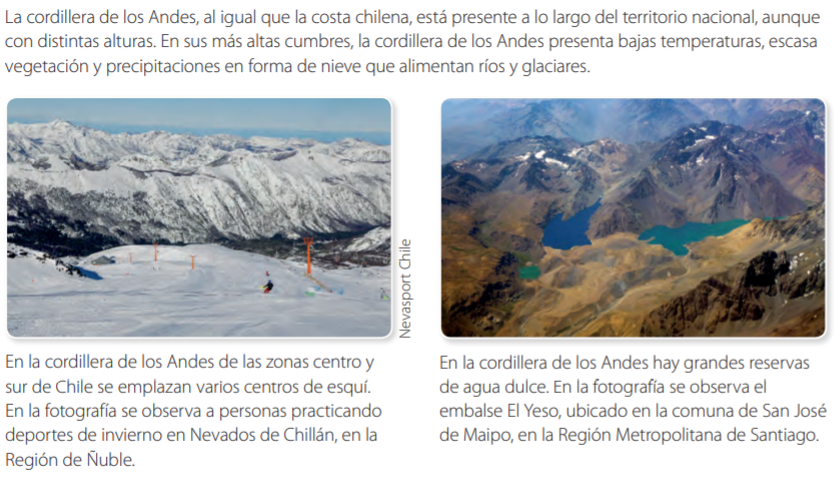 La cordillera de los Andes, al igual que la costa chilena, está presente a lo largo del territorio nacional, aunque
con distintas alturas. En sus más altas cumbres, la cordillera de los Andes presenta bajas temperaturas, escasa
vegetación y precipitaciones en forma de nieve que alimentan ríos y glaciares.
Nevasport Chile
En la cordillera de los Andes de las zonas centro y
sur de Chile se emplazan varios centros de esquí.
En la fotografía se observa a personas practicando
deportes de invierno en Nevados de Chillán, en la
Región de Ñuble.
En la cordillera de los Andes hay grandes reservas
de agua dulce. En la fotografía se observa el
embalse El Yeso, ubicado en la comuna de San José
de Maipo, en la Región Metropolitana de Santiago.